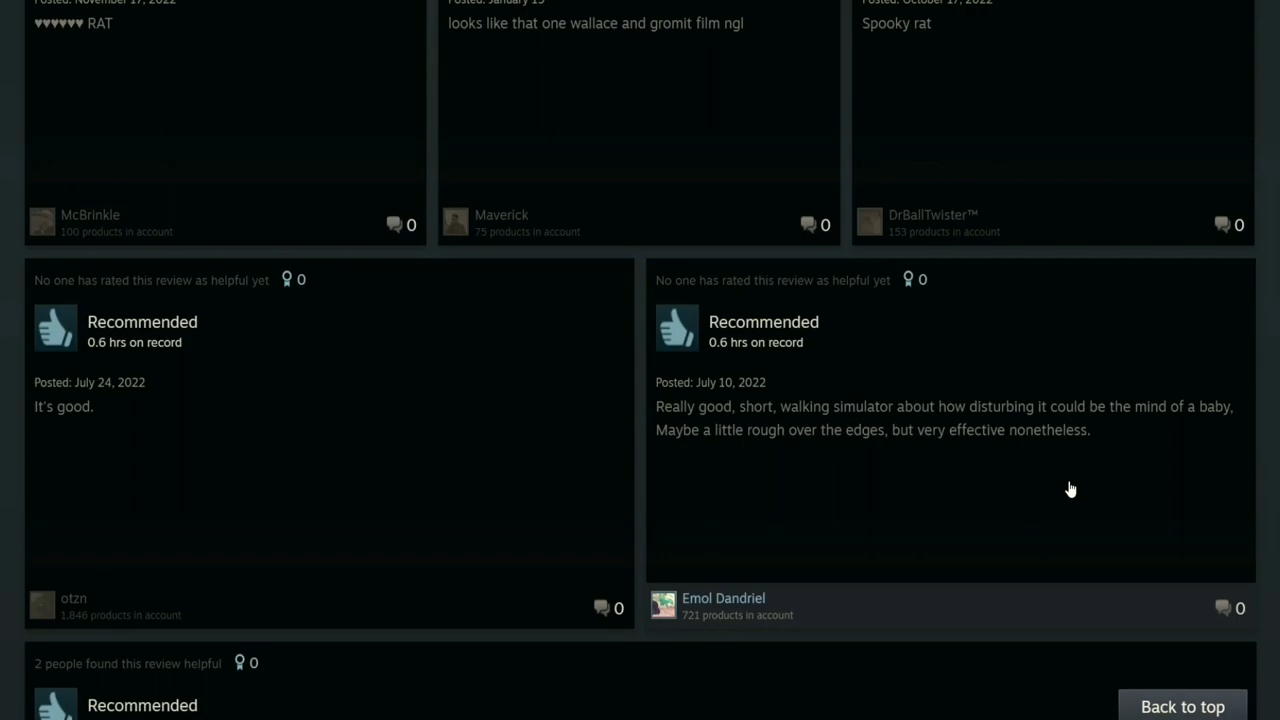 Posted: November 17, 2022
Posted: January 15
Posted: October 17, 2022
♥♥♥♥♥♥ RAT
looks like that one wallace and gromit film ngl
Spooky rat
McBrinkle
100 products in account
0
Maverick
75 products in account
0
DrBallTwister™
153 products in account
0
No one has rated this review as helpful yet 0
Recommended
0.6 hrs on record
Posted: July 24, 2022
It's good.
otzn
1,846 products in account
0
No one has rated this review as helpful yet 0
Recommended
0.6 hrs on record
Posted: July 10, 2022
Really good, short, walking simulator about how disturbing it could be the mind of a baby,
Maybe a little rough over the edges, but very effective nonetheless.
Emol Dandriel
721 products in account
0
2 people found this review helpful 0
Recommended
Back to top